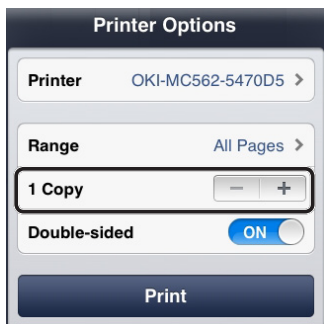 Printer Options
Printer OKI-MC562-5470D5 >
Range All Pages >
1 Copy − +
Double-sided ON
Print